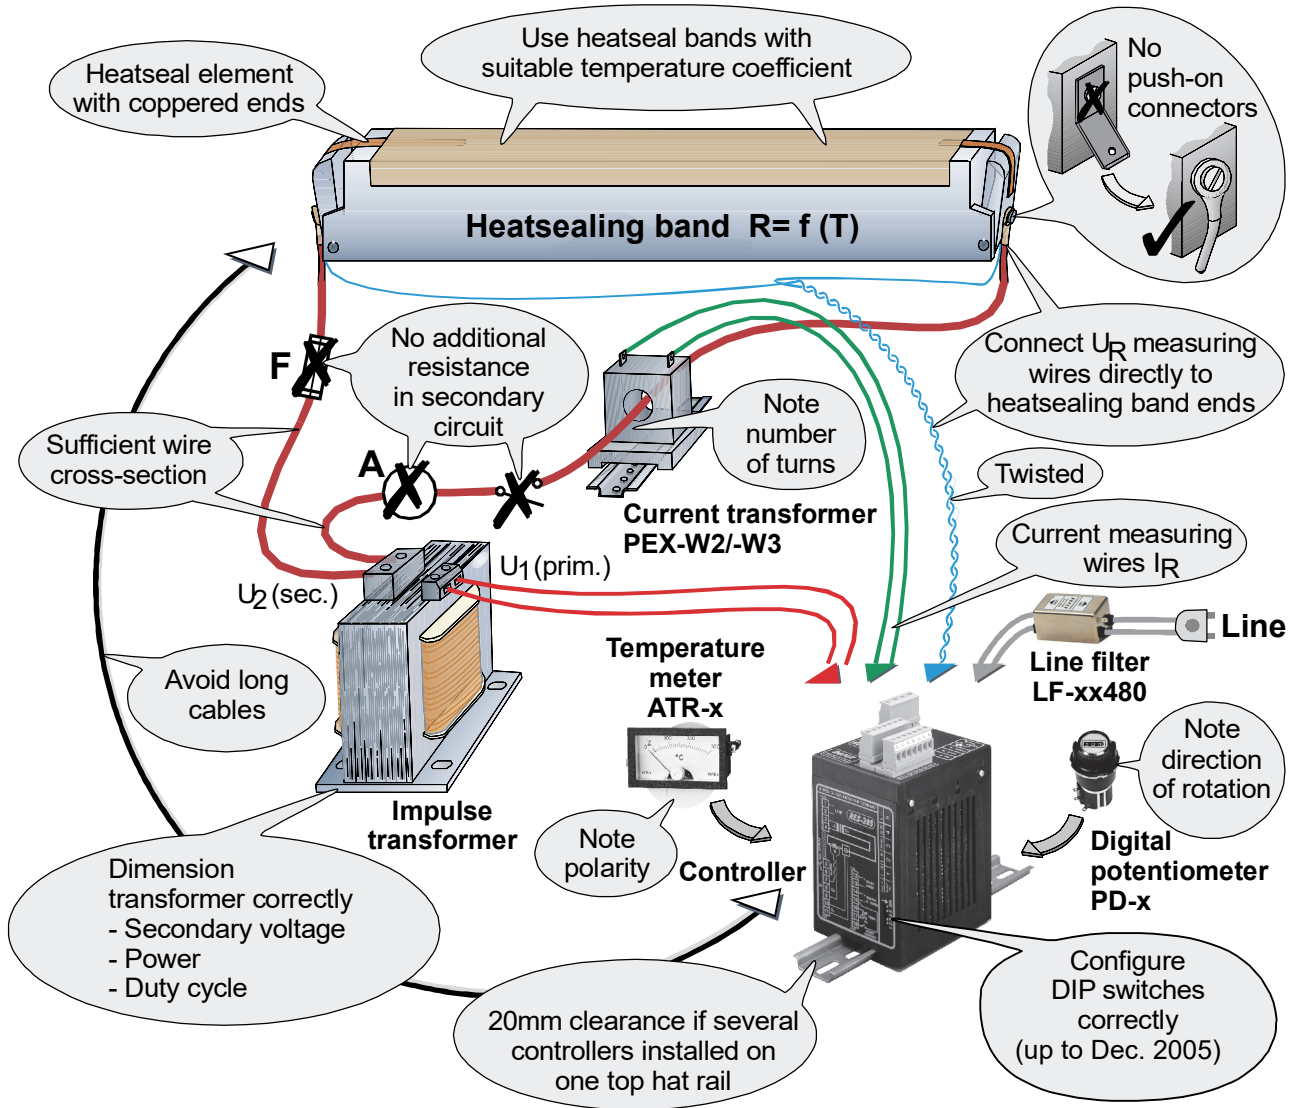 Use heatseal bands with
suitable temperature coefficient
Heatseal element
with coppered ends
No
push-on
connectors
Heatsealing band R= f (T)
F
No additional
resistance
in secondary
circuit
Connect UR measuring
wires directly to
heatsealing band ends
Note
number
of turns
Sufficient wire
cross-section
A
Twisted
Current transformer
PEX-W2/-W3
Current measuring
wires IR
U1 (prim.)
U2 (sec.)
Line
Line filter
LF-xx480
Temperature
meter
ATR-x
Avoid long
cables
Note
direction
of rotation
°C
RES-209
Impulse
transformer
Note
polarity
Controller
Digital
potentiometer
PD-x
Dimension
transformer correctly
- Secondary voltage
- Power
- Duty cycle
Configure
DIP switches
correctly
(up to Dec. 2005)
20mm clearance if several
controllers installed on
one top hat rail